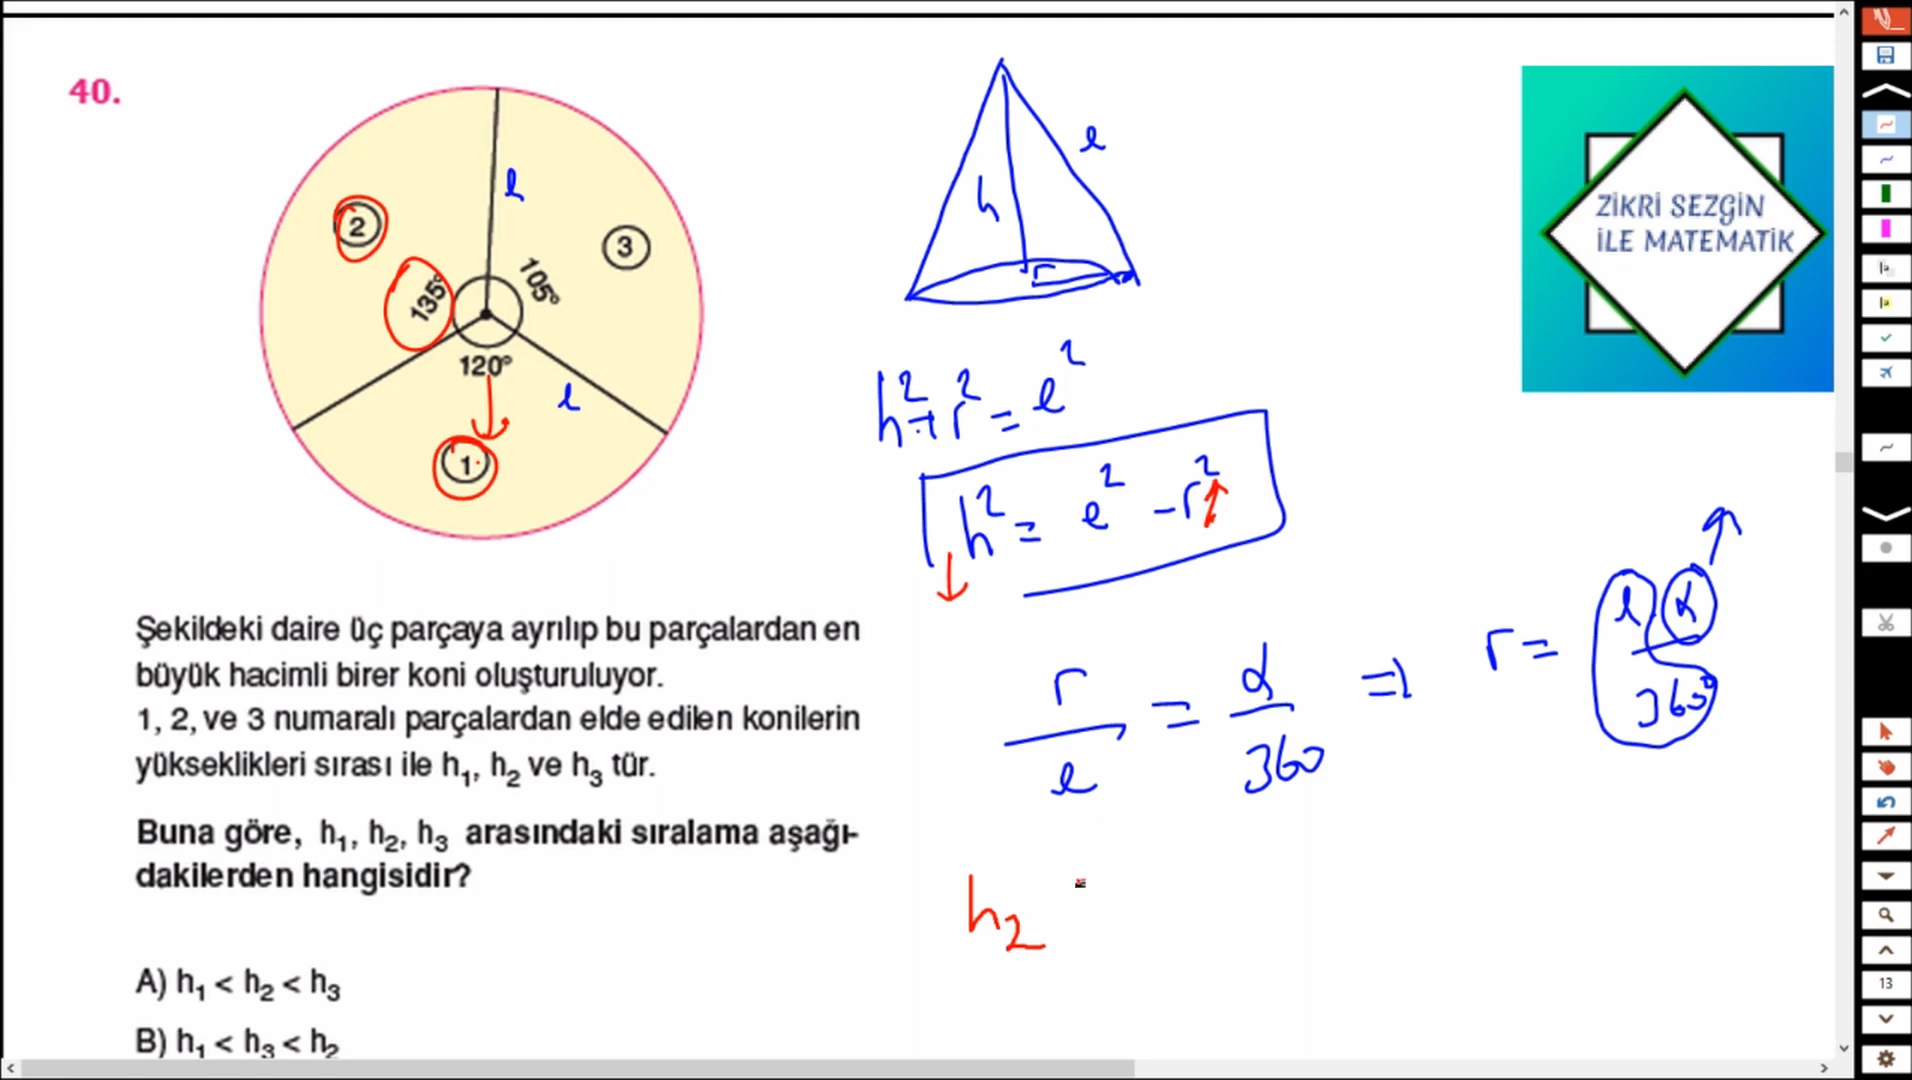 40.
2
3
135°
105°
120°
1
l
l
l
h
r
h² + r² = l²
h² = l² - r²
r/l = α/360 ⇒ r = l.α/360°
h₂
ZİKRİ SEZGİN
İLE MATEMATİK
Şekildeki daire üç parçaya ayrılıp bu parçalardan en
büyük hacimli birer koni oluşturuluyor.
1, 2, ve 3 numaralı parçalardan elde edilen konilerin
yükseklikleri sırası ile h₁, h₂ ve h₃ tür.
Buna göre, h₁, h₂, h₃ arasındaki sıralama aşağı-
dakilerden hangisidir?
A) h₁ < h₂ < h₃
B) h₁ < h₃ < h₂
13